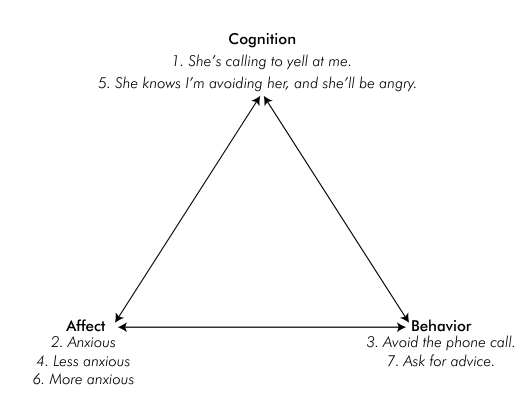 Cognition
1. She’s calling to yell at me.
5. She knows I’m avoiding her, and she’ll be angry.
Affect
2. Anxious
4. Less anxious
6. More anxious
Behavior
3. Avoid the phone call.
7. Ask for advice.